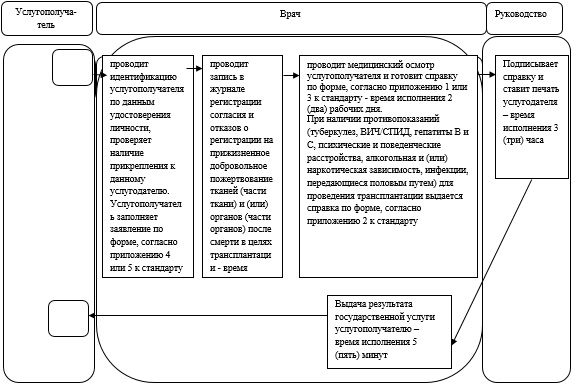 Услугополуча-
тель
Врач
Руководство
проводит
идентификацию
услугополучателя
по данным
удостоверения
личности,
проверяет
наличие
прикрепления к
данному
услугодателю.
Услугополучател
ь заполняет
заявление по
форме, согласно
приложению 4
или 5 к стандарту
проводит
запись в
журнале
регистрации
согласия и
отказов о
регистрации на
прижизненное
добровольное
пожертвование
тканей (части
ткани) и (или)
органов (части
органов) после
смерти в целях
трансплантаци
и - время
проводит медицинский осмотр
услугополучателя и готовит справку
по форме, согласно приложению 1 или
3 к стандарту - время исполнения 2
(два) рабочих дня.
При наличии противопоказаний
(туберкулез, ВИЧ/СПИД, гепатиты В и
С, психические и поведенческие
расстройства, алкогольная и (или)
наркотическая зависимость, инфекции,
передающиеся половым путем) для
проведения трансплантации выдается
справка по форме, согласно
приложению 2 к стандарту
Подписывает
справку и
ставит печать
услугодателя
– время
исполнения 3
(три) часа
Выдача результата
государственной услуги
услугополучателю –
время исполнения 5
(пять) минут